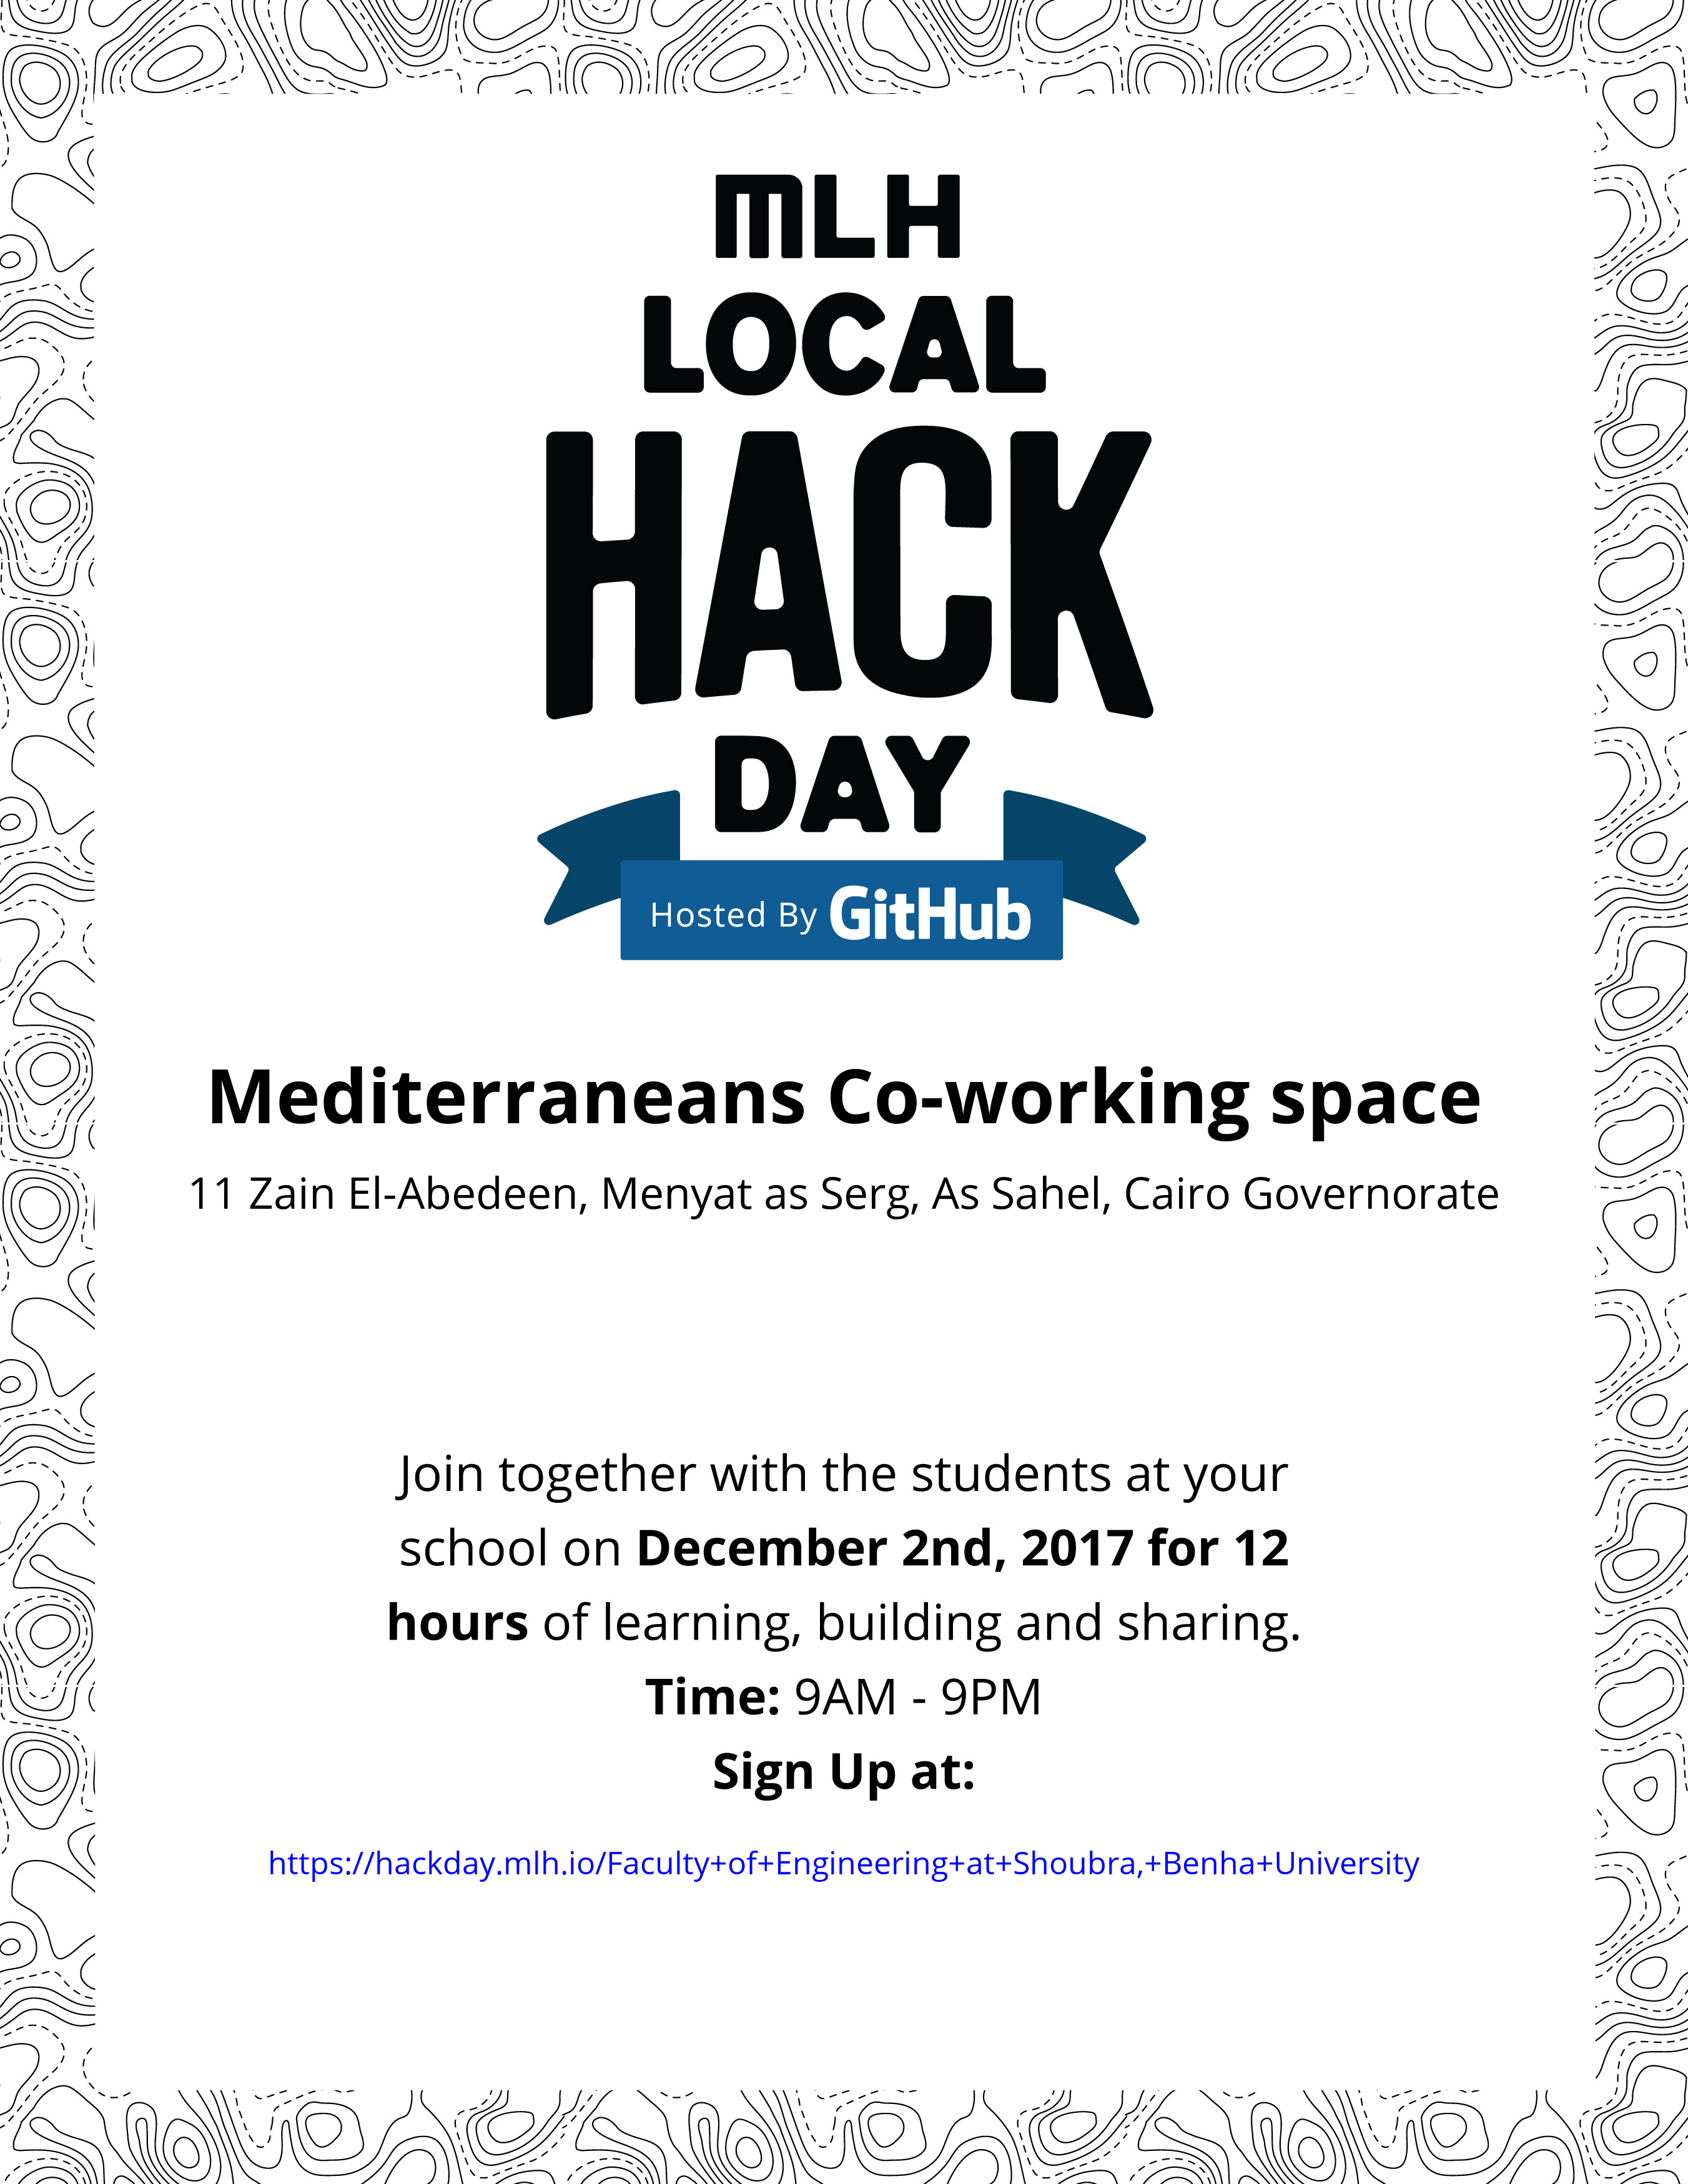 MLH
LOCAL
HACK
DAY
Hosted By GitHub
Mediterraneans Co-working space
11 Zain El-Abedeen, Menyat as Serg, As Sahel, Cairo Governorate
Join together with the students at your
school on December 2nd, 2017 for 12
hours of learning, building and sharing.
Time: 9AM - 9PM
Sign Up at:
https://hackday.mlh.io/Faculty+of+Engineering+at+Shoubra,+Benha+University